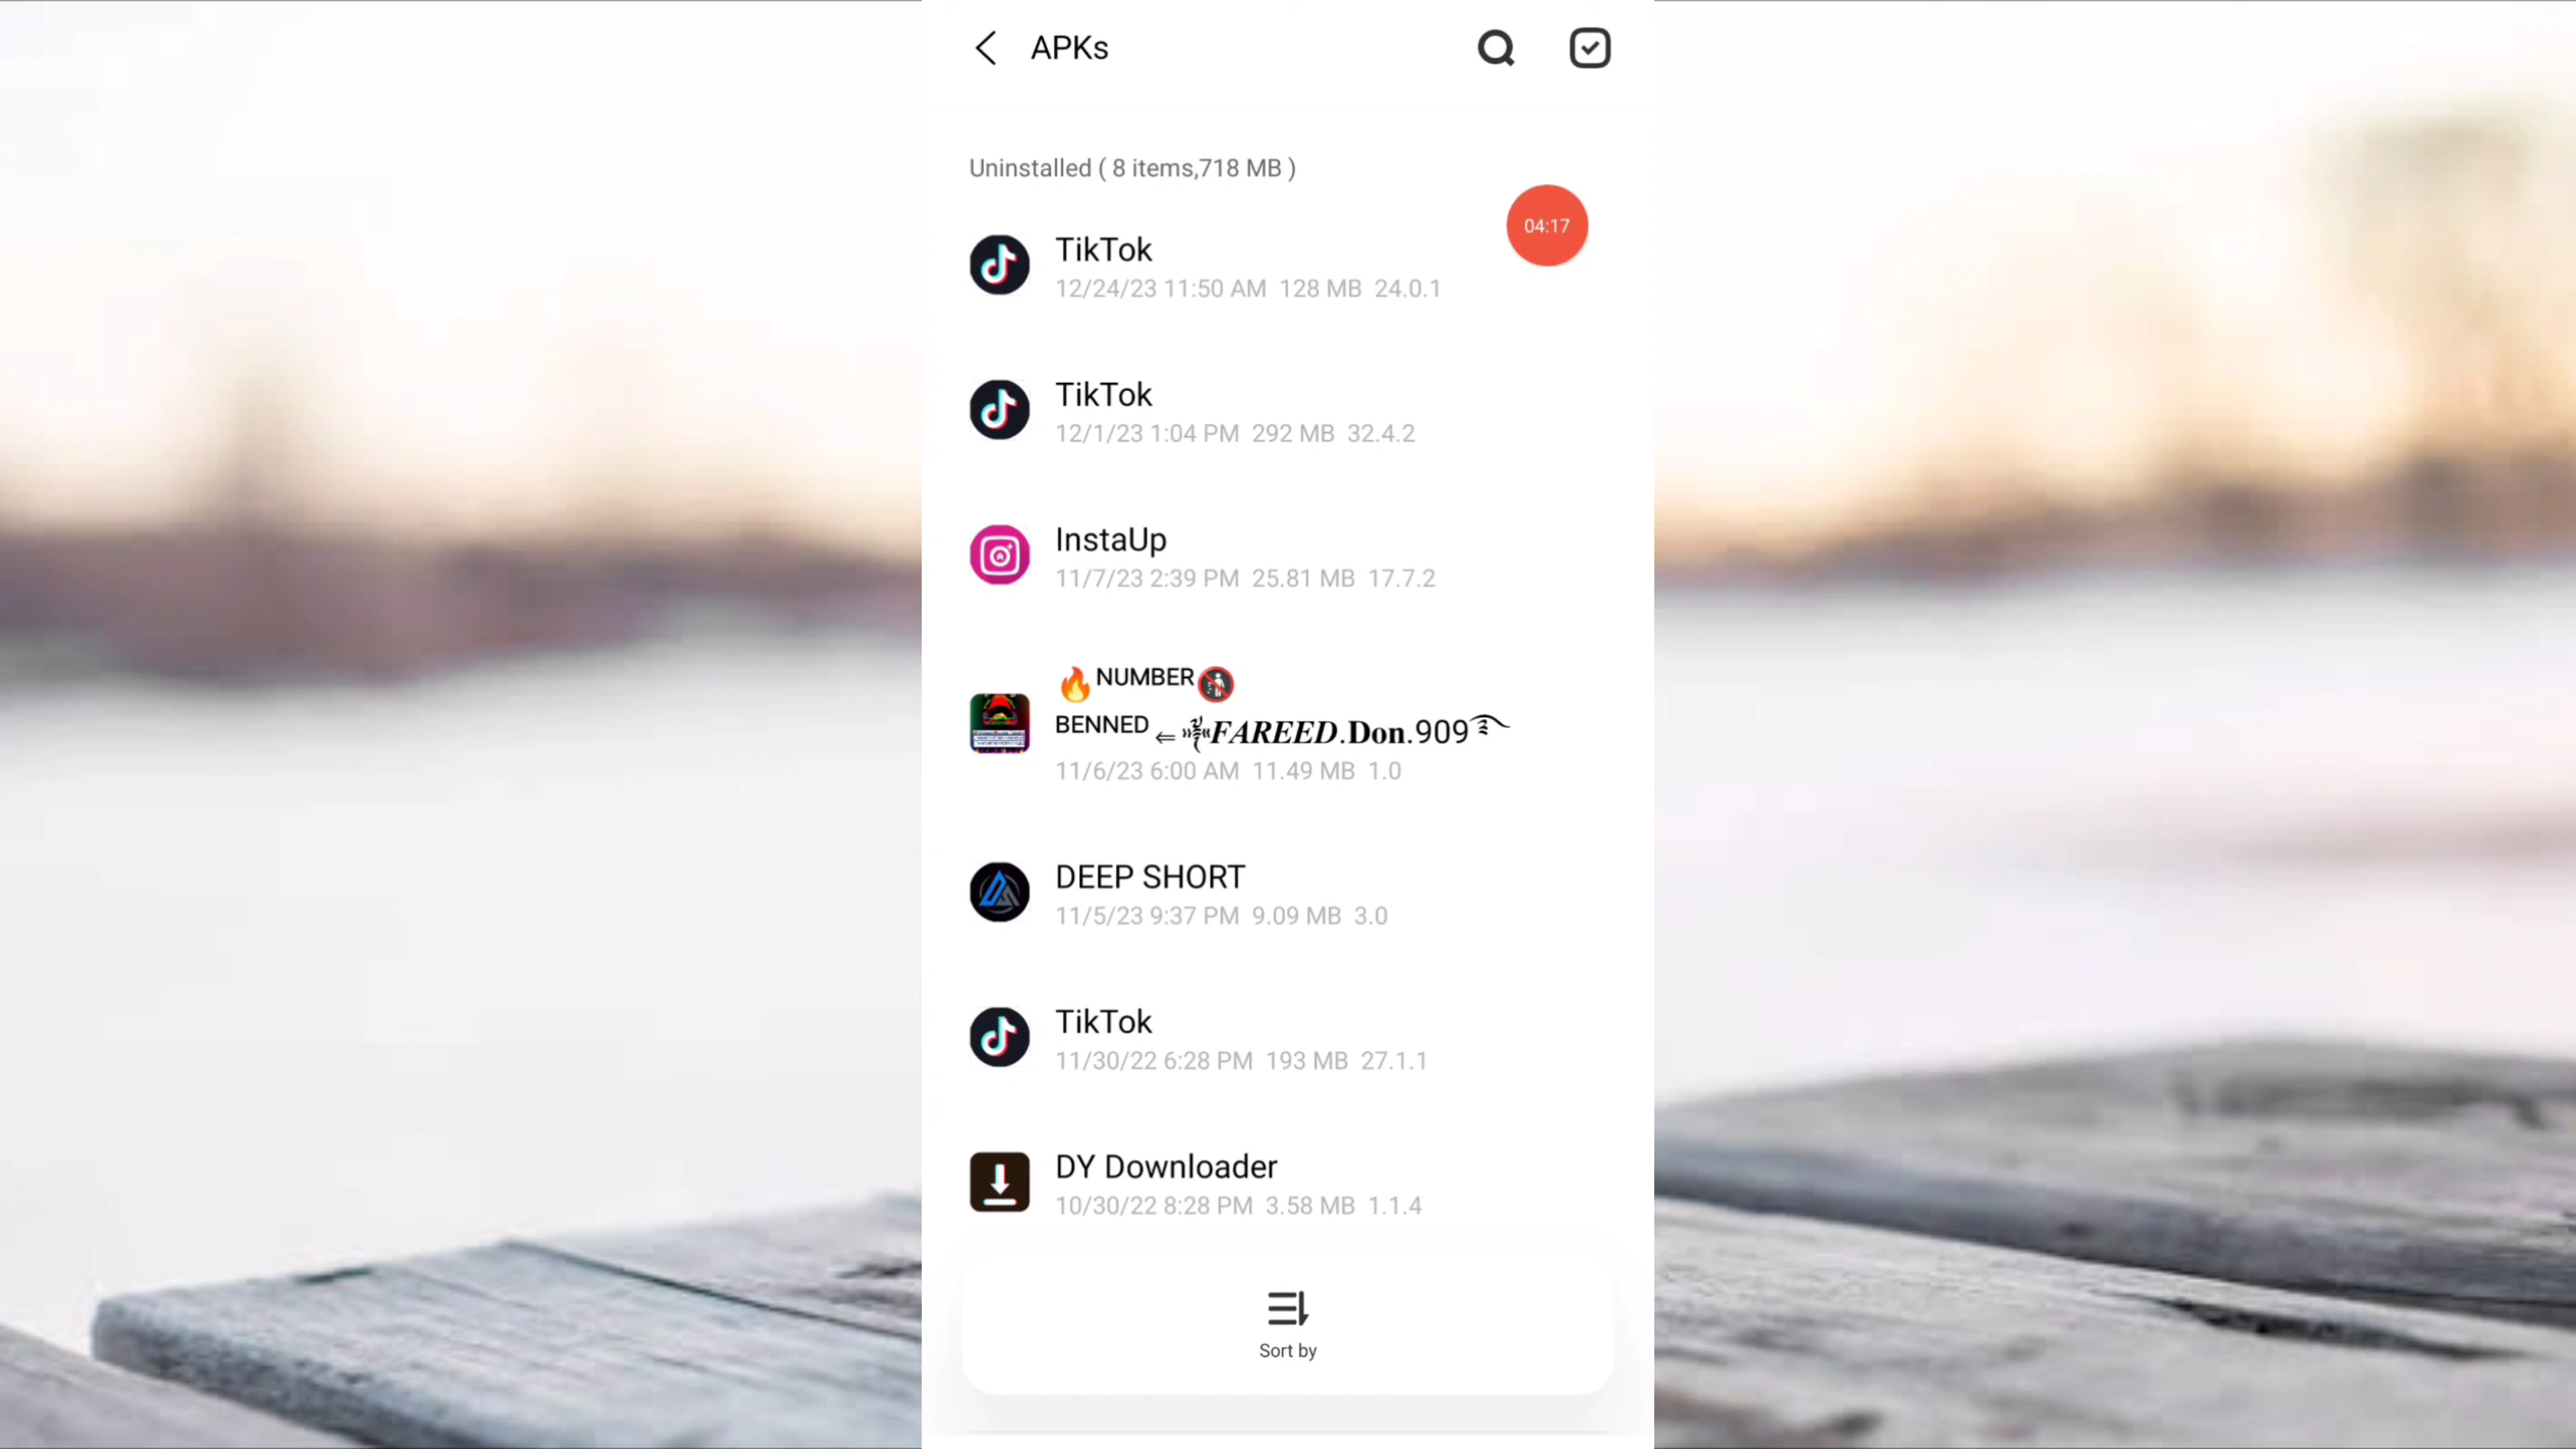 APKs
Uninstalled ( 8 items,718 MB )
04:17
TikTok
12/24/23 11:50 AM 128 MB 24.0.1
TikTok
12/1/23 1:04 PM 292 MB 32.4.2
InstaUp
11/7/23 2:39 PM 25.81 MB 17.7.2
🔥NUMBER🚯
BENNED⇐ 𝑭𝑨𝑹𝑬𝑬𝑫.𝐃𝐨𝐧.909
11/6/23 6:00 AM 11.49 MB 1.0
DEEP SHORT
11/5/23 9:37 PM 9.09 MB 3.0
TikTok
11/30/22 6:28 PM 193 MB 27.1.1
DY Downloader
10/30/22 8:28 PM 3.58 MB 1.1.4
Sort by